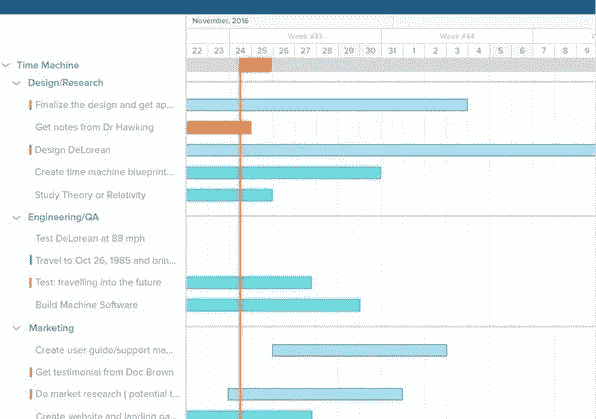 November, 2016
Week #43 Week #44 W
22 23 24 25 26 27 28 29 30 31 1 2 3 4 5 6 7 8 9
Time Machine
Design/Research
Finalize the design and get ap...
Get notes from Dr Hawking
Design DeLorean
Create time machine blueprint...
Study Theory or Relativity
Engineering/QA
Test DeLorean at 88 mph
Travel to Oct 26, 1985 and brin...
Test: travelling into the future
Build Machine Software
Marketing
Create user guide/support ma...
Get testimonial from Doc Brown
Do market research ( potential t...
Create website and landing pa...